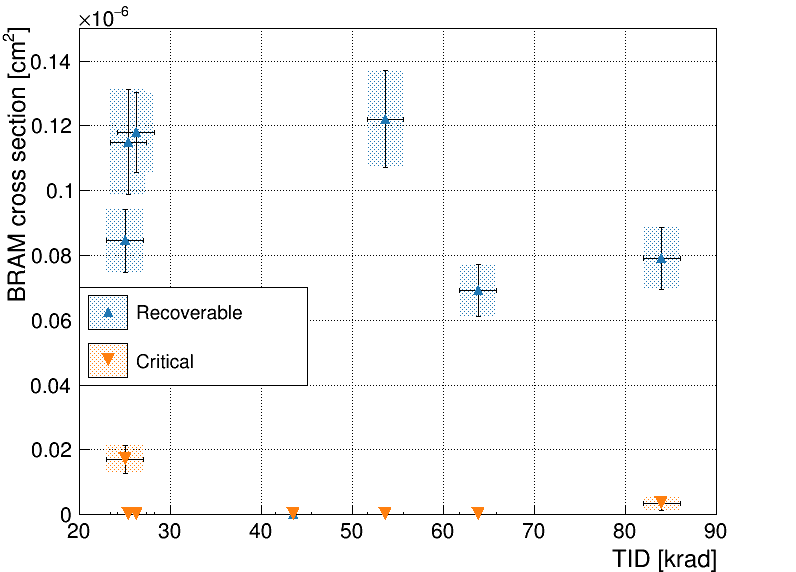 ×10⁻⁶
BRAM cross section [cm²]
0.14
0.12
0.1
0.08
0.06
0.04
0.02
0
Recoverable
Critical
20 30 40 50 60 70 80 90
TID [krad]